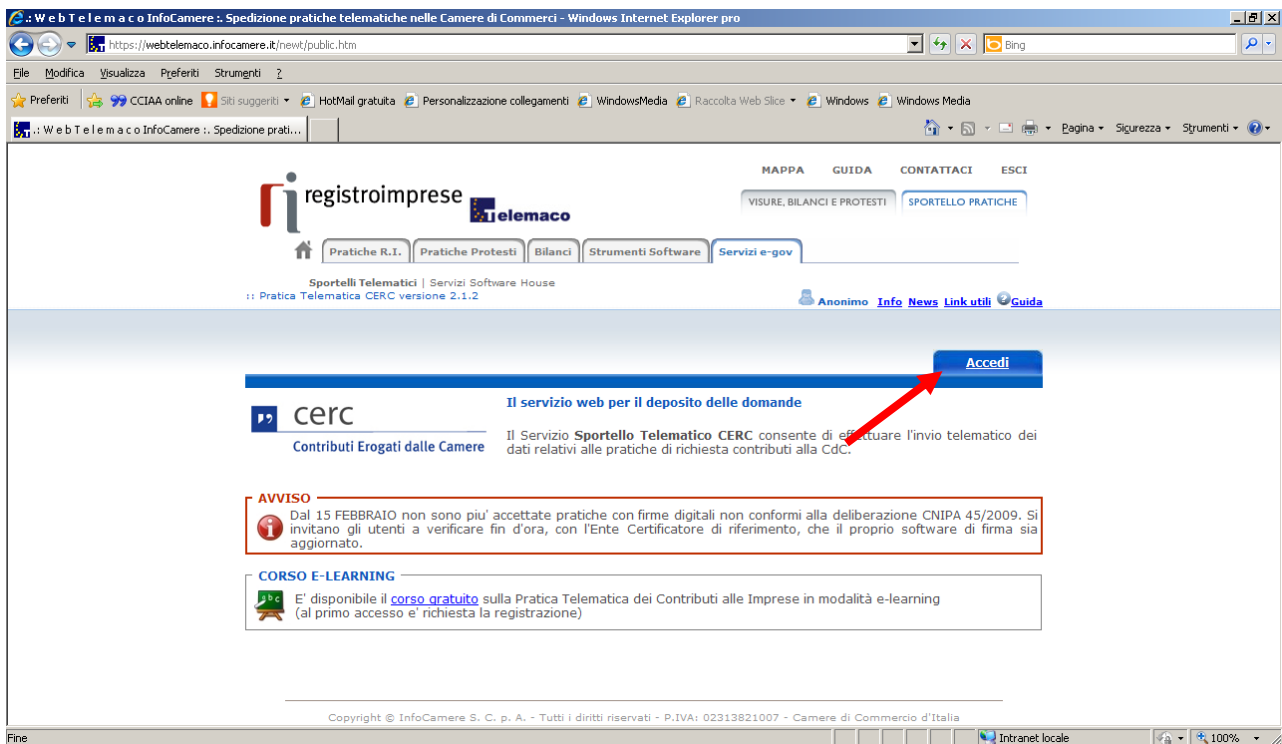 .: W e b T e l e m a c o InfoCamere :. Spedizione pratiche telematiche nelle Camere di Commerci - Windows Internet Explorer pro
https://webtelemaco.infocamere.it/newt/public.htm
Bing
File Modifica Visualizza Preferiti Strumenti ?
Preferiti CCIAA online Siti suggeriti HotMail gratuita Personalizzazione collegamenti WindowsMedia Raccolta Web Slice Windows Windows Media
.: W e b T e l e m a c o InfoCamere :. Spedizione prati...
Pagina Sicurezza Strumenti
MAPPA GUIDA CONTATTACI ESCI
registroimprese Telemaco
VISURE, BILANCI E PROTESTI SPORTELLO PRATICHE
Pratiche R.I. Pratiche Protesti Bilanci Strumenti Software Servizi e-gov
Sportelli Telematici | Servizi Software House
:: Pratica Telematica CERC versione 2.1.2
Anonimo Info News Link utili Guida
Accedi
cerc
Contributi Erogati dalle Camere
Il servizio web per il deposito delle domande
Il Servizio Sportello Telematico CERC consente di effettuare l'invio telematico dei
dati relativi alle pratiche di richiesta contributi alla CdC.
AVVISO
Dal 15 FEBBRAIO non sono piu' accettate pratiche con firme digitali non conformi alla deliberazione CNIPA 45/2009. Si
invitano gli utenti a verificare fin d'ora, con l'Ente Certificatore di riferimento, che il proprio software di firma sia
aggiornato.
CORSO E-LEARNING
abc
E' disponibile il corso gratuito sulla Pratica Telematica dei Contributi alle Imprese in modalità e-learning
(al primo accesso e' richiesta la registrazione)
Copyright © InfoCamere S. C. p. A. - Tutti i diritti riservati - P.IVA: 02313821007 - Camere di Commercio d'Italia
Fine
Intranet locale
100%